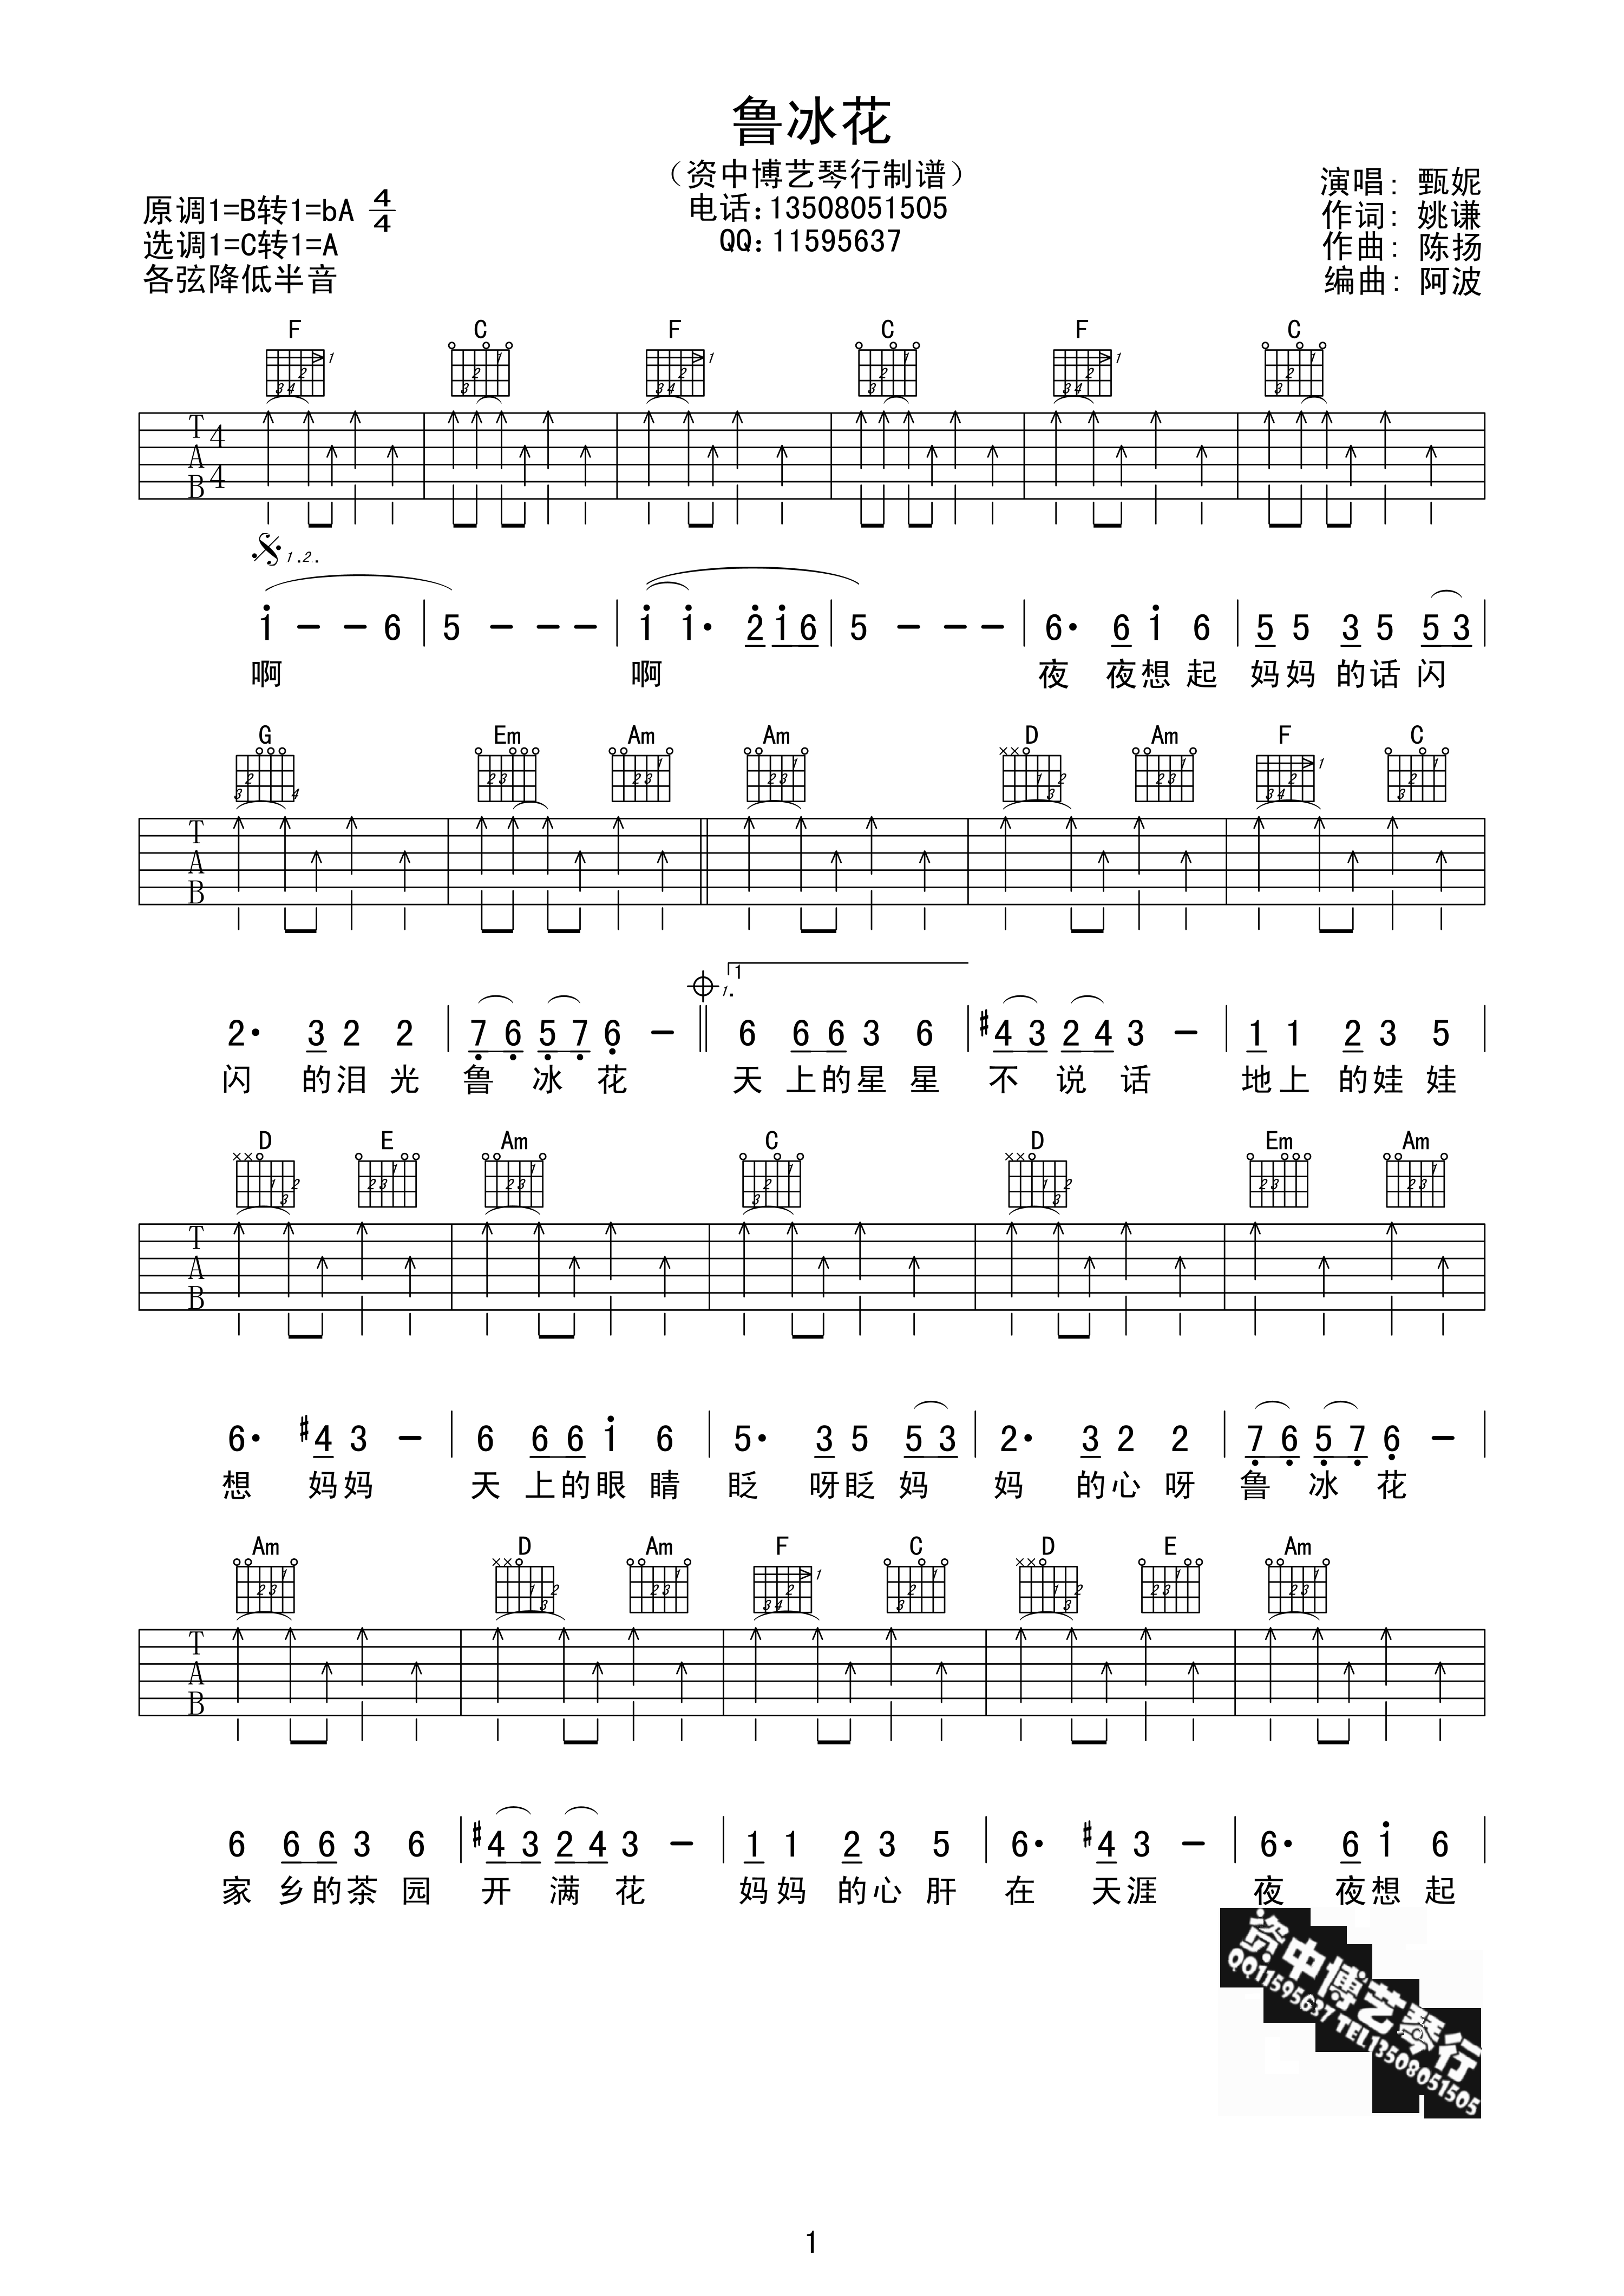 鲁冰花
（资中博艺琴行制谱）
电话:13508051505
QQ:11595637
原调1=B转1=bA 4/4
选调1=C转1=A
各弦降低半音
演唱: 甄妮
作词: 姚谦
作曲: 陈扬
编曲: 阿波
F C F C F C
T A B 4 4
1.2.
i - - 6 | 5 - - - | i i· 2̇ i 6 | 5 - - - | 6· 6 i 6 | 5 5 3 5 5 3 |
啊 啊 夜 夜想起 妈妈的话闪
G Em Am Am D Am F C
T A B
1 1.
2· 3 2 2 | 7̣ 6̣ 5̣ 7̣ 6̣ - || 6 6 6 3 6 | #4 3 2 4 3 - | 1 1 2 3 5 |
闪 的泪光 鲁冰花 天上的星星 不说话 地上的娃娃
D E Am C D Em Am
T A B
6· #4 3 - | 6 6 6 i 6 | 5· 3 5 5 3 | 2· 3 2 2 | 7̣ 6̣ 5̣ 7̣ 6̣ - |
想 妈妈 天上的眼睛 眨 呀眨妈 妈 的心呀 鲁冰花
Am D Am F C D E Am
T A B
6 6 6 3 6 | #4 3 2 4 3 - | 1 1 2 3 5 | 6· #4 3 - | 6· 6 i 6 |
家乡的茶园 开满花 妈妈的心肝 在 天涯 夜 夜想起
资中博艺琴行
QQ11595637 TEL13508051505
1